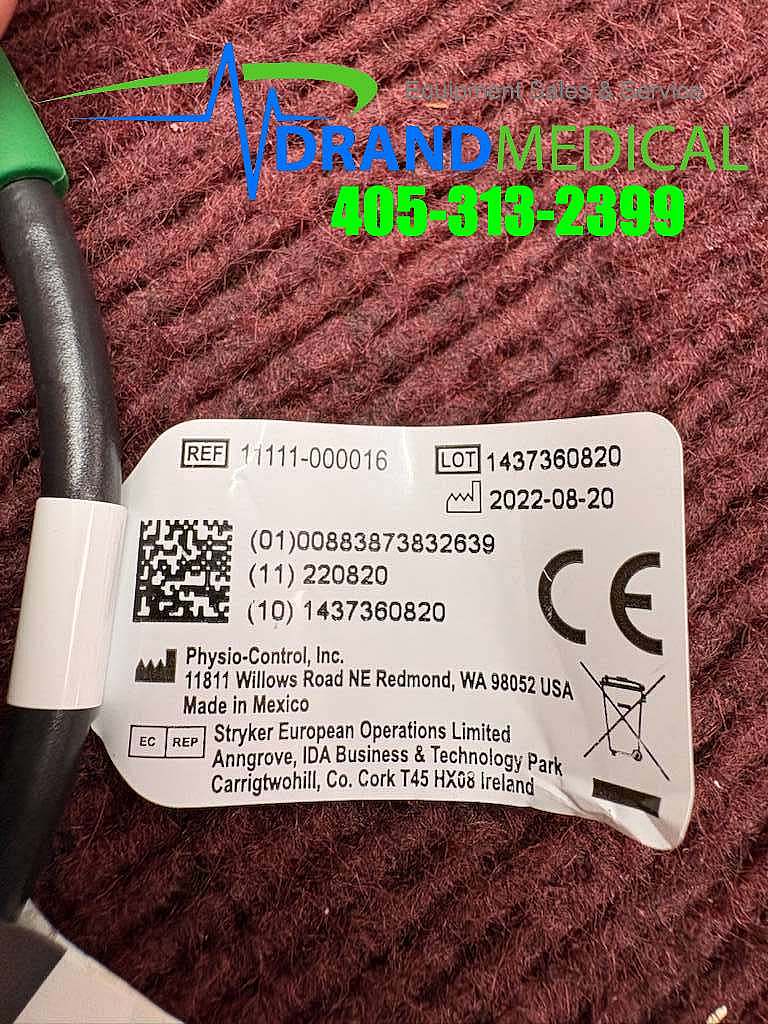 Equipment Sales & Service
DRANDMEDICAL
405-313-2399
REF 11111-000016
LOT 1437360820
2022-08-20
(01)00883873832639
(11) 220820
(10) 1437360820
CE
Physio-Control, Inc.
11811 Willows Road NE Redmond, WA 98052 USA
Made in Mexico
EC REP
Stryker European Operations Limited
Anngrove, IDA Business & Technology Park
Carrigtwohill, Co. Cork T45 HX08 Ireland